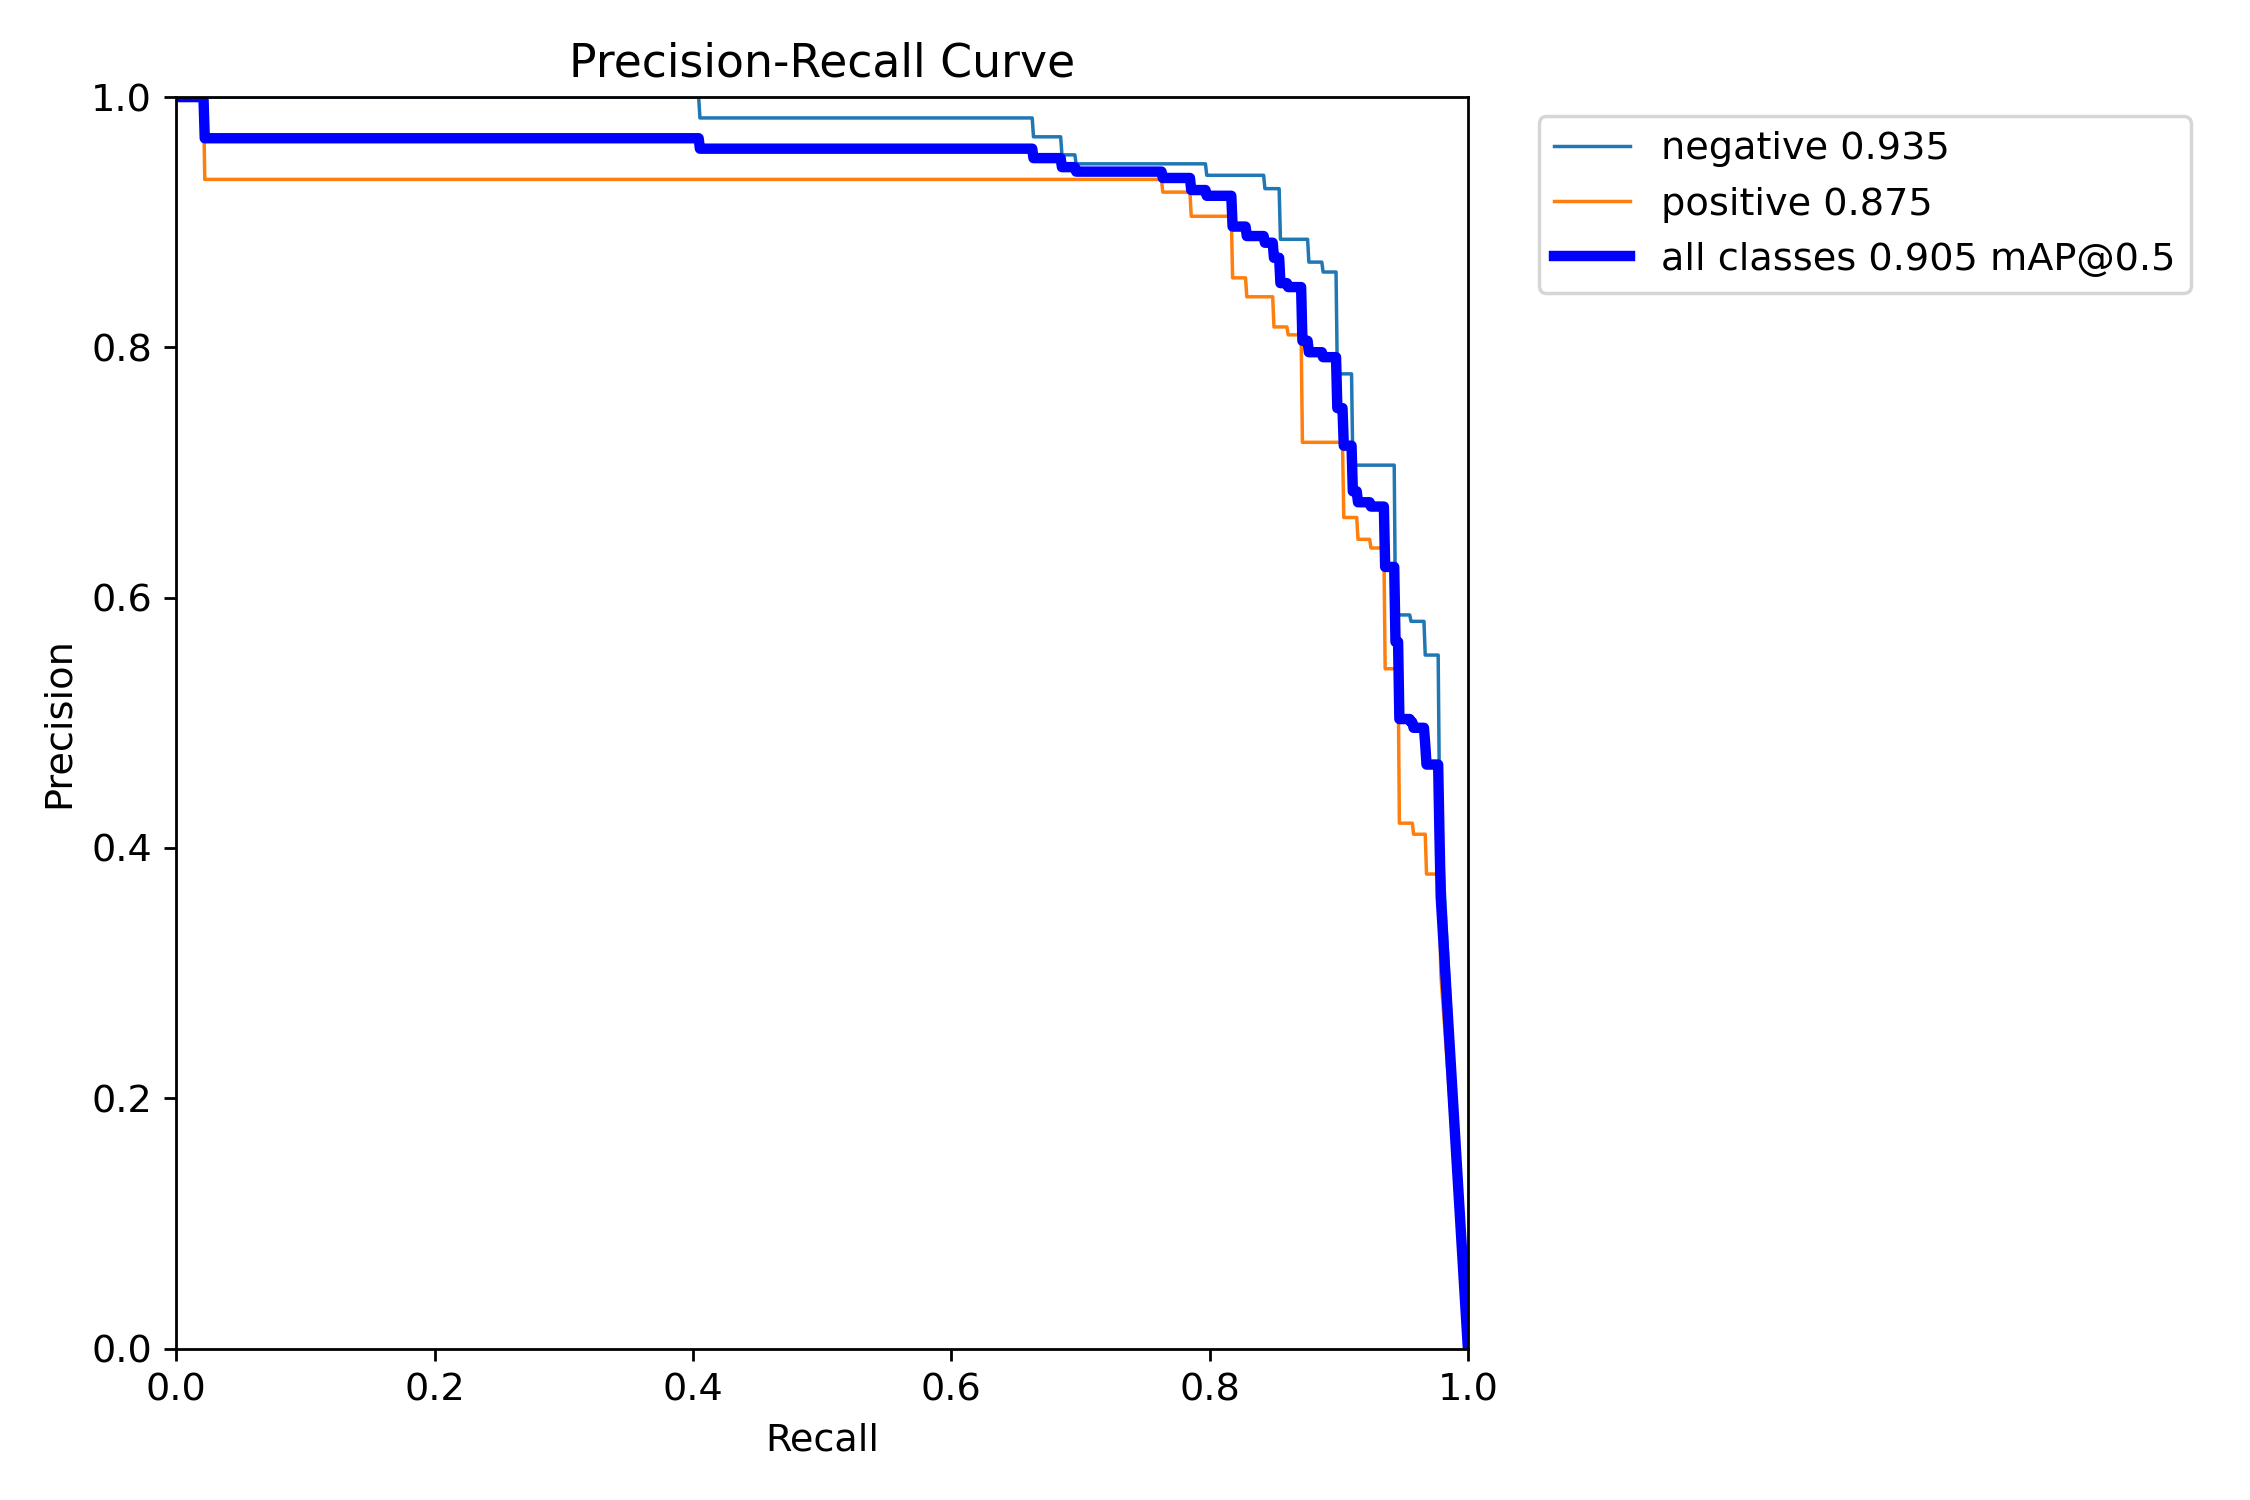 Precision-Recall Curve
1.0
0.8
0.6
0.4
0.2
0.0
Precision
0.0 0.2 0.4 0.6 0.8 1.0
Recall
negative 0.935
positive 0.875
all classes 0.905 mAP@0.5